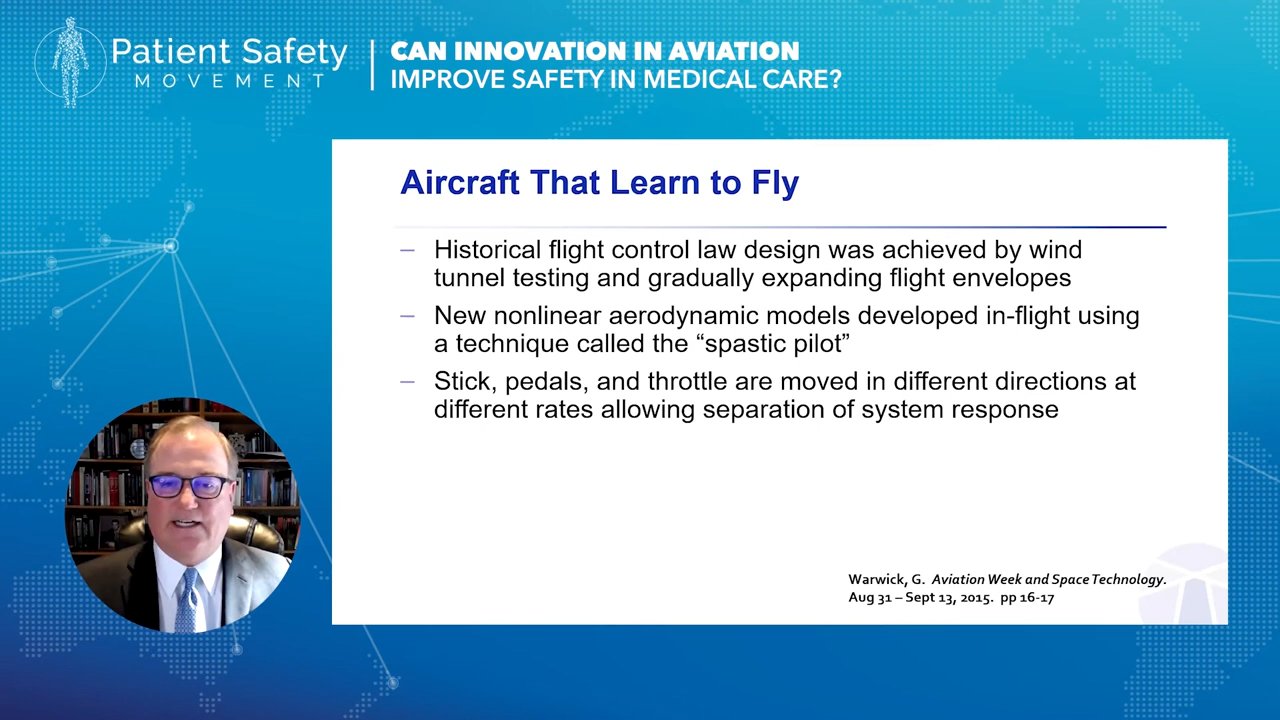 Patient Safety
MOVEMENT
CAN INNOVATION IN AVIATION
IMPROVE SAFETY IN MEDICAL CARE?
Aircraft That Learn to Fly
– Historical flight control law design was achieved by wind
tunnel testing and gradually expanding flight envelopes
– New nonlinear aerodynamic models developed in-flight using
a technique called the “spastic pilot”
– Stick, pedals, and throttle are moved in different directions at
different rates allowing separation of system response
Warwick, G. Aviation Week and Space Technology.
Aug 31 – Sept 13, 2015. pp 16-17